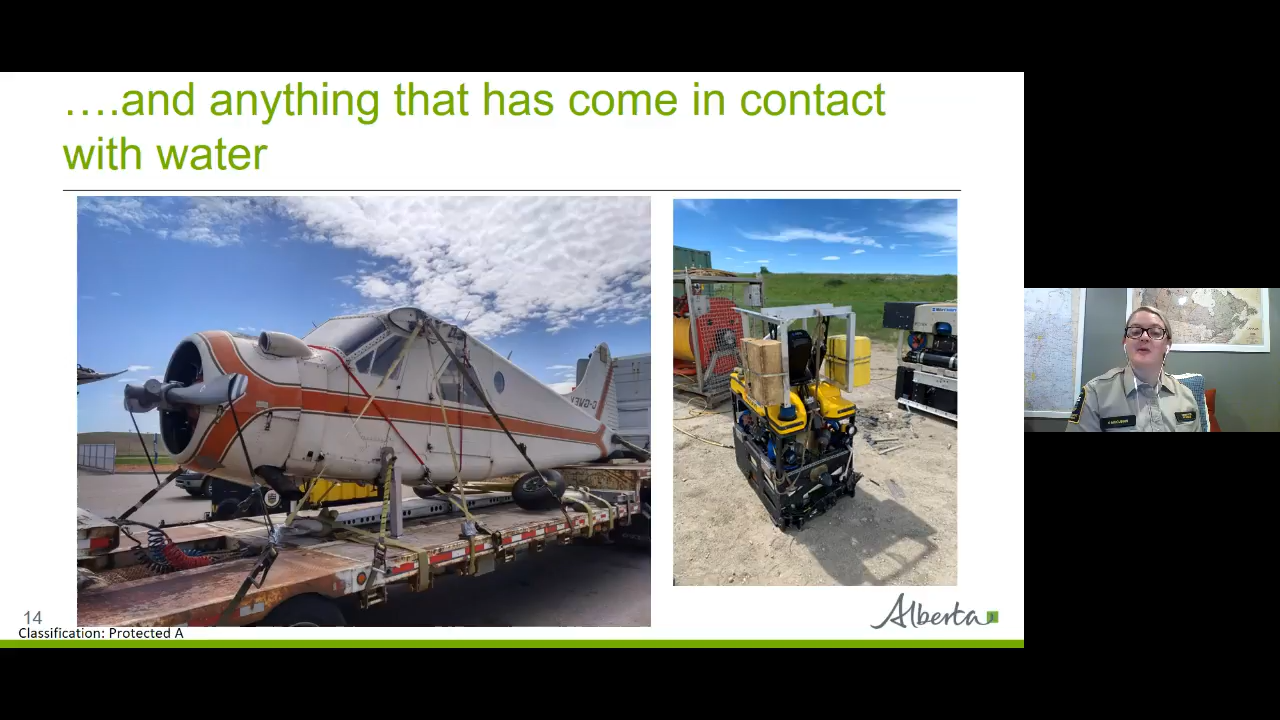 ….and anything that has come in contact
with water
14
Classification: Protected A
Alberta